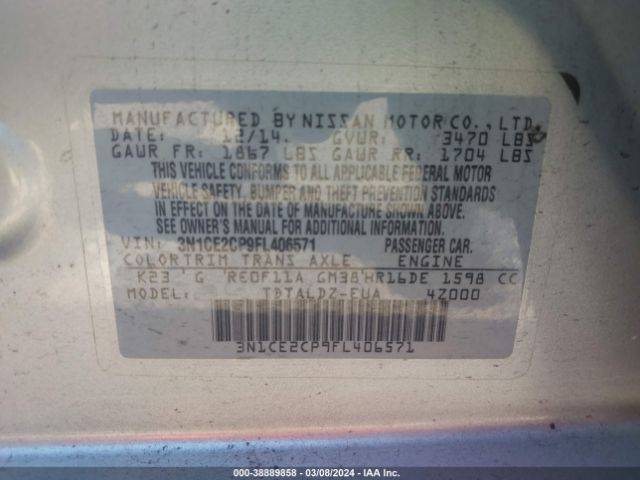 MANUFACTURED BY NISSAN MOTOR CO., LTD.
DATE: 12/14. GVWR: 3470 LBS
GAWR FR: 1867 LBS GAWR RR: 1704 LBS
THIS VEHICLE CONFORMS TO ALL APPLICABLE FEDERAL MOTOR
VEHICLE SAFETY, BUMPER AND THEFT PREVENTION STANDARDS
IN EFFECT ON THE DATE OF MANUFACTURE SHOWN ABOVE.
SEE OWNER'S MANUAL FOR ADDITIONAL INFORMATION.
VIN: 3N1CE2CP9FL406571 PASSENGER CAR.
COLOR TRIM TRANS AXLE ENGINE
K23 G RE0F11A GM38 HR16DE 1598 CC
MODEL: TDTALDZ-EUA 4Z000
3N1CE2CP9FL406571
000-38889858 - 03/08/2024 - IAA Inc.